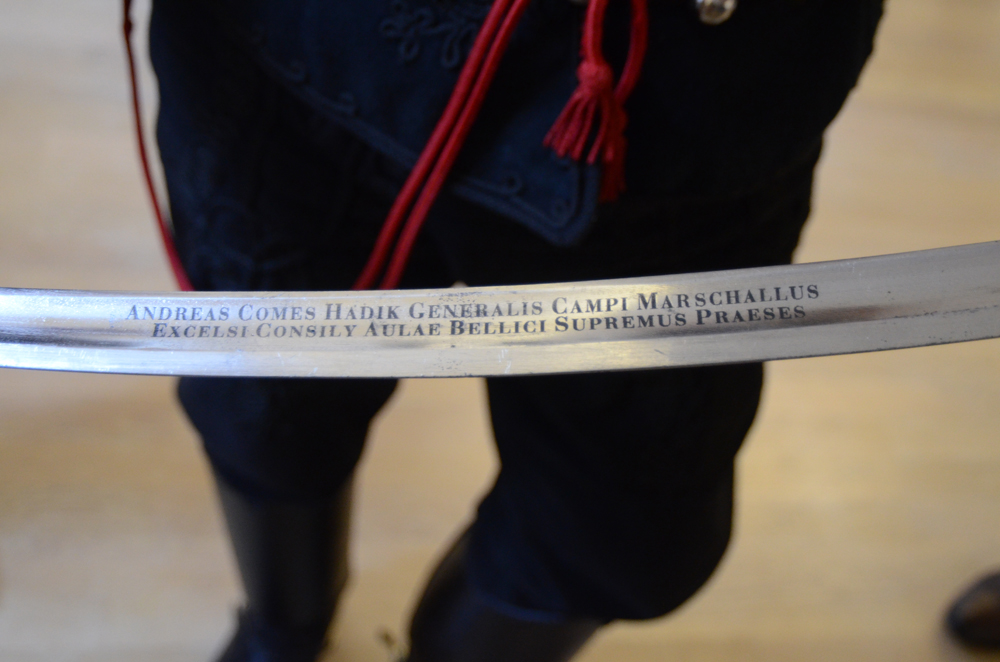 Andreas Comes Hadik Generalis Campi Marschallus
Excelsi Consily Aulae Bellici Supremus Praeses